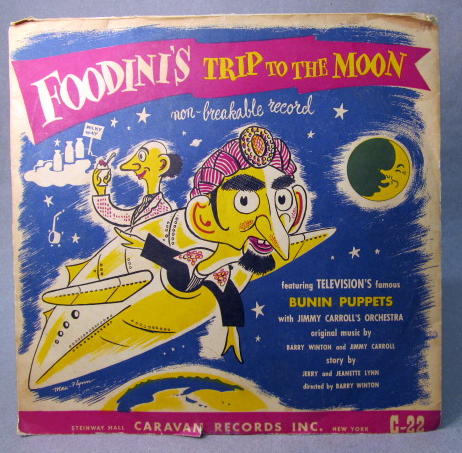 FOODINI'S TRIP TO THE MOON
non-breakable record
MILKY
WAY
featuring TELEVISION'S famous
BUNIN PUPPETS
with JIMMY CARROLL'S ORCHESTRA
original music by
BARRY WINTON and JIMMY CARROLL
story by
JERRY and JEANETTE LYNN
directed by BARRY WINTON
STEINWAY HALL CARAVAN RECORDS INC. NEW YORK C-22